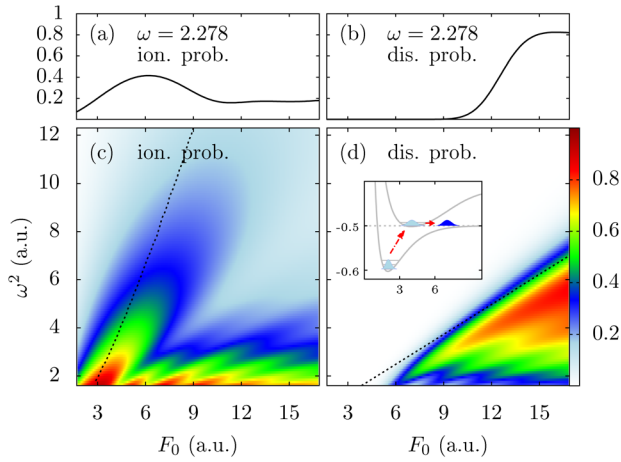 1
0.8
0.6
0.4
0.2
(a) ω = 2.278
ion. prob.
(b) ω = 2.278
dis. prob.
12
10
8
6
4
2
ω² (a.u.)
(c) ion. prob.
(d) dis. prob.
-0.5
-0.6
3 6
0.8
0.6
0.4
0.2
3 6 9 12 15
3 6 9 12 15
F₀ (a.u.)
F₀ (a.u.)